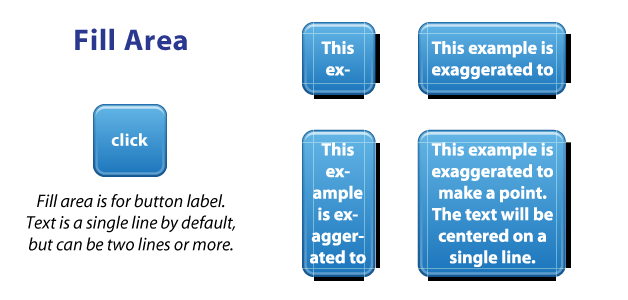 Fill Area
click
Fill area is for button label.
Text is a single line by default,
but can be two lines or more.
This
ex-
This example is
exaggerated to
This
ex-
ample
is ex-
agger-
ated to
This example is
exaggerated to
make a point.
The text will be
centered on a
single line.